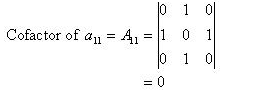 Cofactor of a₁₁ = A₁₁ = |0 1 0|
|1 0 1|
|0 1 0|
= 0